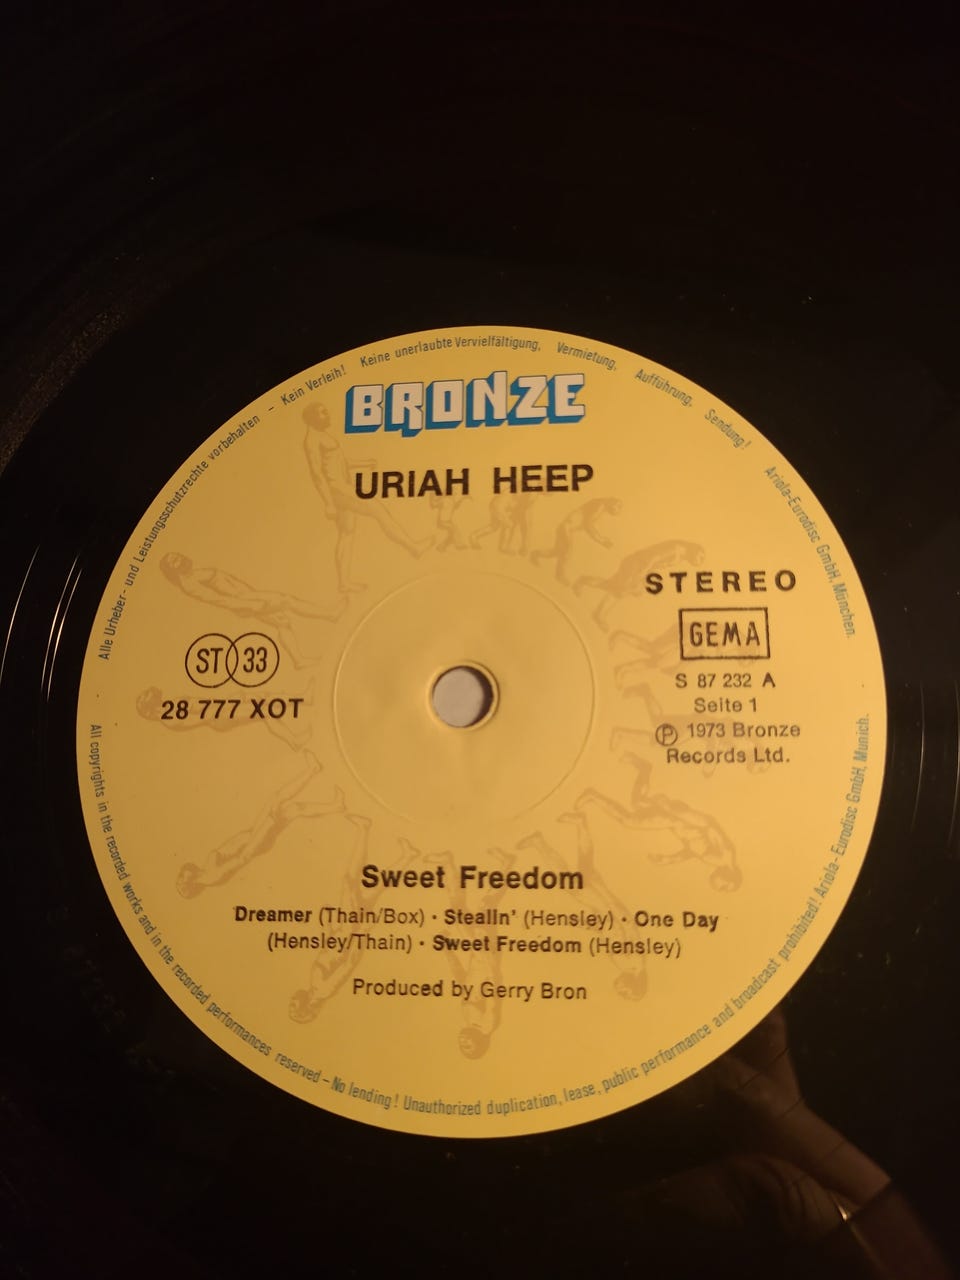 Alle Urheber- und Leistungsschutzrechte vorbehalten - Kein Verleih! Keine unerlaubte Vervielfältigung, Vermietung, Aufführung, Sendung! Ariola-Eurodisc GmbH, München.
BRONZE
URIAH HEEP
STEREO
GEMA
S 87 232 A
Seite 1
℗ 1973 Bronze
Records Ltd.
ST 33
28 777 XOT
Sweet Freedom
Dreamer (Thain/Box) · Stealin' (Hensley) · One Day
(Hensley/Thain) · Sweet Freedom (Hensley)
Produced by Gerry Bron
All copyrights in the recorded works and in the recorded performances reserved - No lending! Unauthorized duplication, lease, public performance and broadcast prohibited! Ariola-Eurodisc GmbH, Munich.